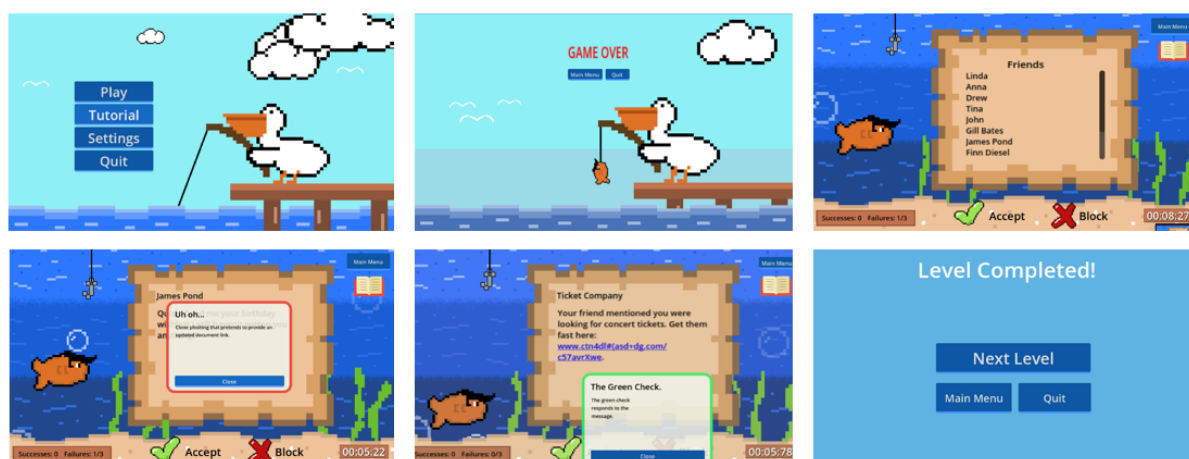 Play
Tutorial
Settings
Quit
GAME OVER
Main Menu Quit
Main Menu
Friends
Linda
Anna
Drew
Tina
John
Gill Bates
James Pond
Finn Diesel
Successes: 0 Failures: 1/3
Accept
Block
00:08:27
Main Menu
James Pond
Uh oh...
Clone phishing that pretends to provide an
updated document link.
Close
Successes: 0 Failures: 1/3
Accept
Block
00:05:22
Main Menu
Ticket Company
Your friend mentioned you were
looking for concert tickets. Get them
fast here:
www.ctn4dl#(asd+dg.com/
c57avrXwe.
The Green Check.
The green check
responds to the
message.
Close
Successes: 0 Failures: 0/3
00:05:78
Level Completed!
Next Level
Main Menu Quit